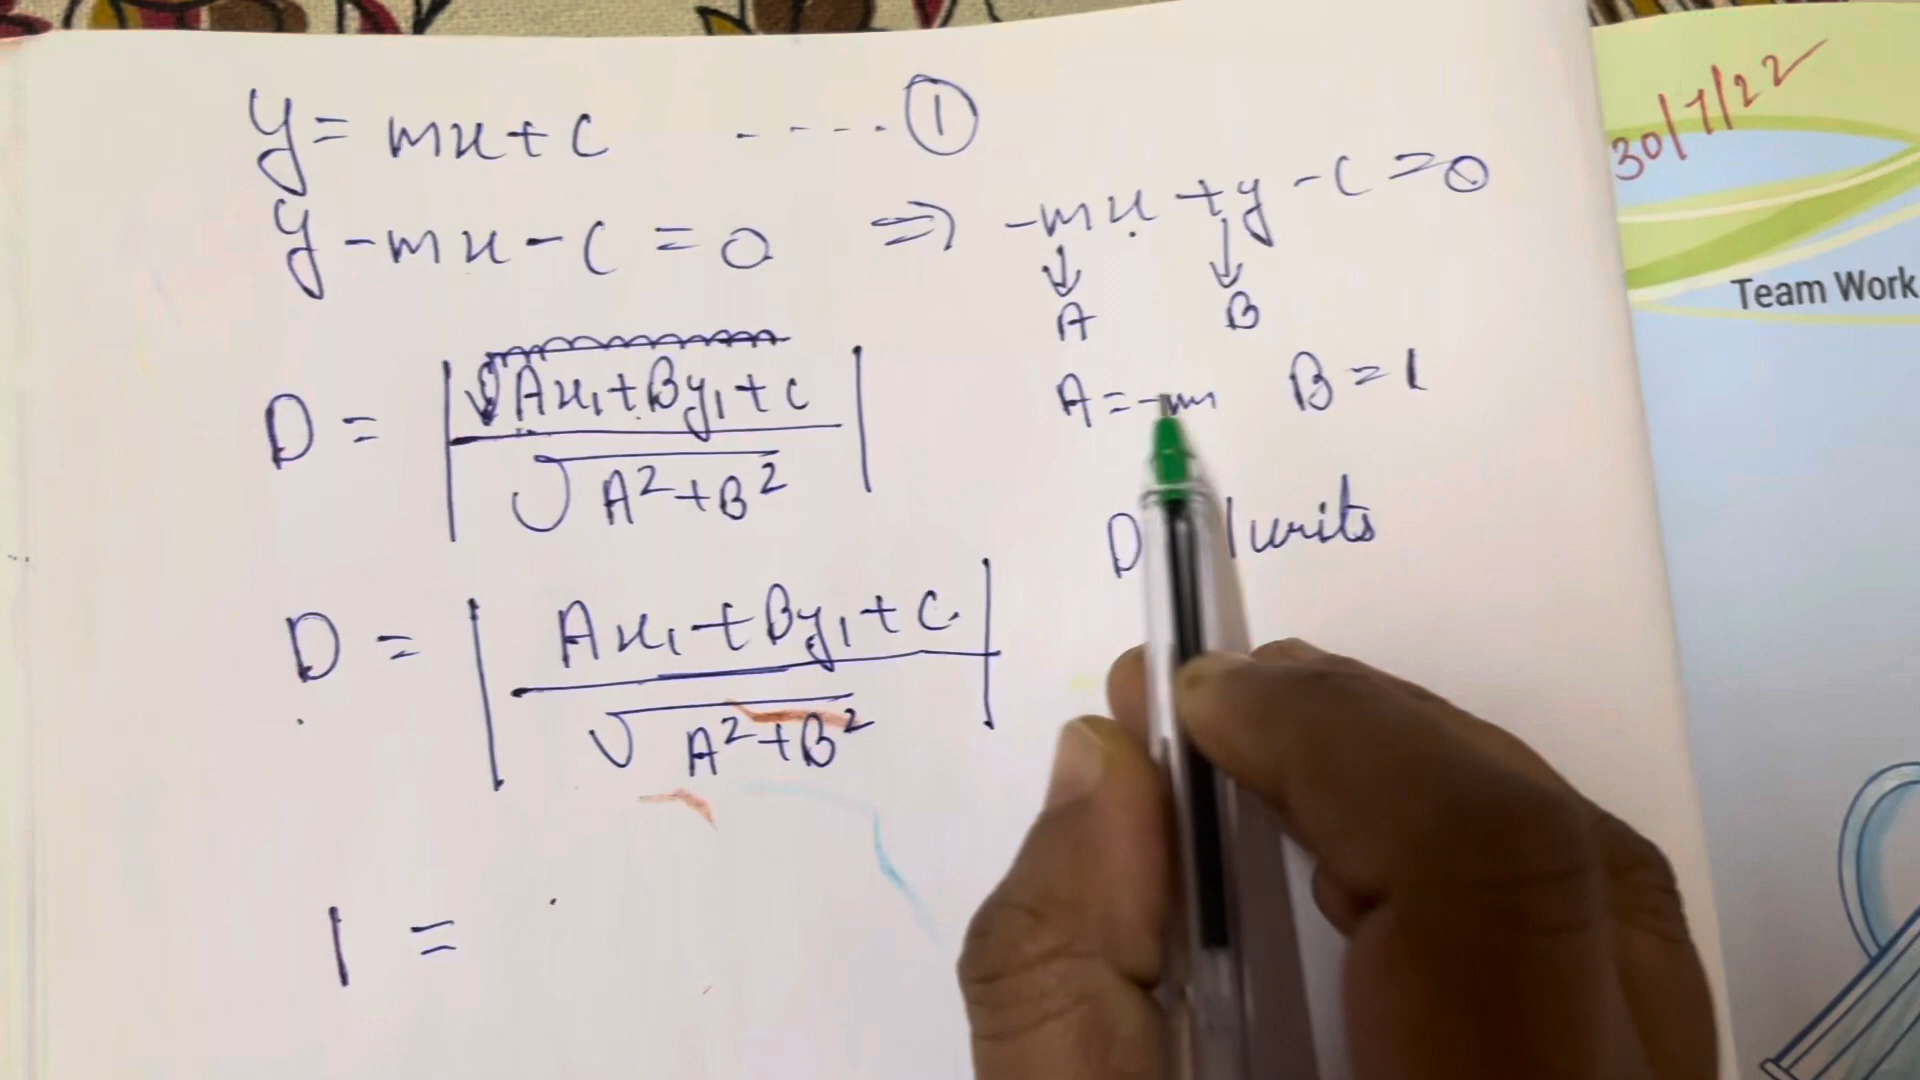 y = mx + c ..... ①
y - mx - c = 0 ⇒ -mx + y - c = 0
A B
A = -m B = 1
D = | Ax₁ + By₁ + c / √A² + B² |
D 1 units
D = | Ax₁ + By₁ + c / √A² + B² |
1 =
30/7/22
Team Work